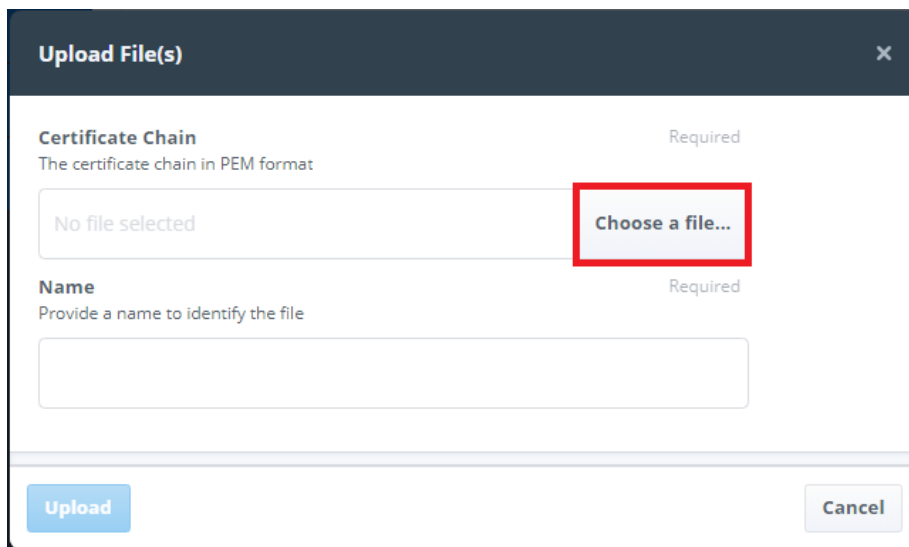 Upload File(s) ×
Certificate Chain Required
The certificate chain in PEM format
No file selected Choose a file...
Name Required
Provide a name to identify the file
Upload Cancel